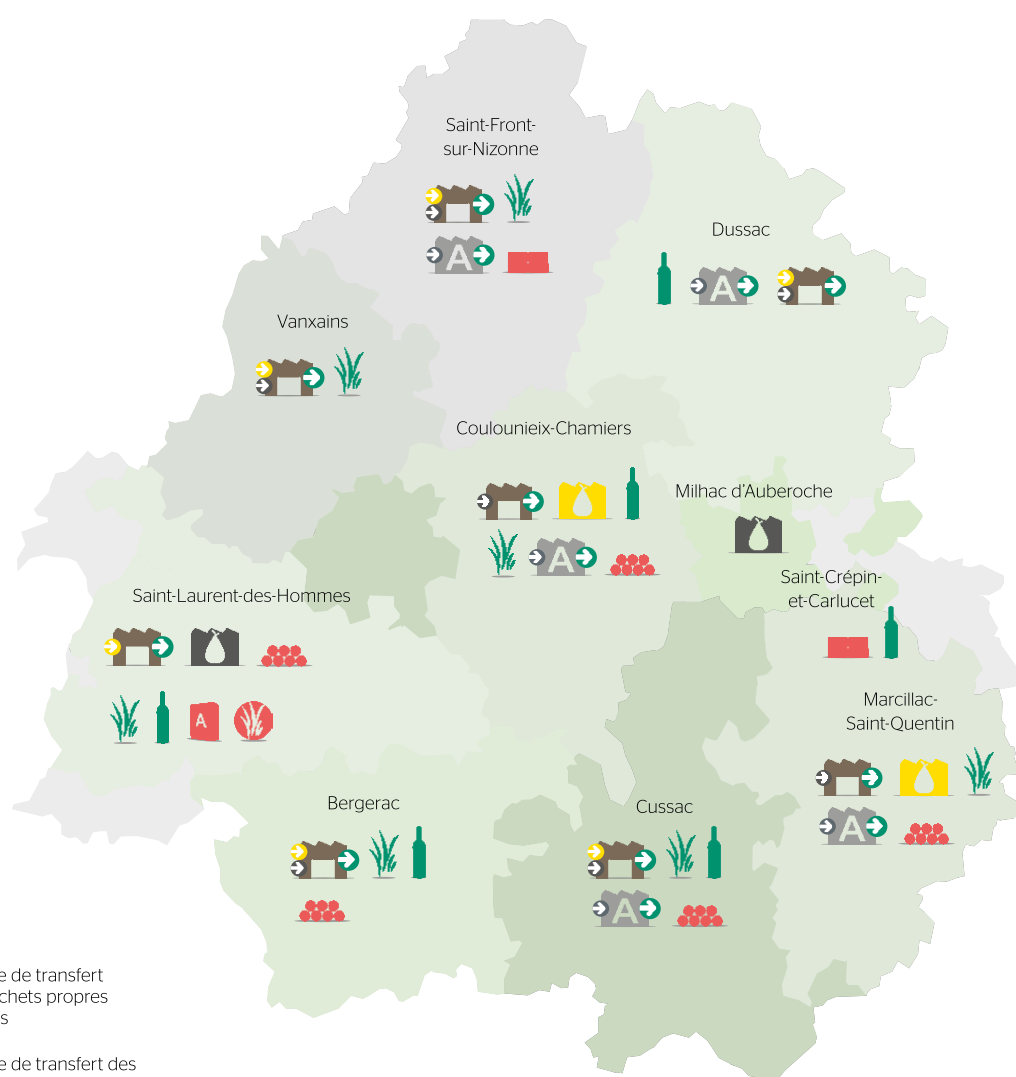 Saint-Front-
sur-Nizonne
Dussac
A
A
Vanxains
Coulounieix-Chamiers
Milhac d'Auberoche
A
Saint-Crépin-
et-Carlucet
Saint-Laurent-des-Hommes
A
Marcillac-
Saint-Quentin
A
Bergerac
Cussac
A
e de transfert
chets propres
s
e de transfert des